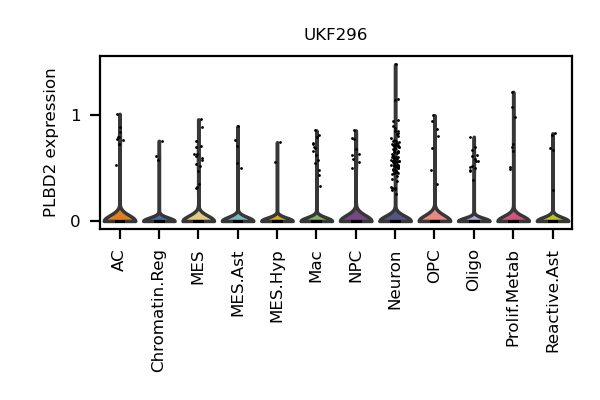 UKF296
PLBD2 expression
1
0
AC
Chromatin.Reg
MES
MES.Ast
MES.Hyp
Mac
NPC
Neuron
OPC
Oligo
Prolif.Metab
Reactive.Ast